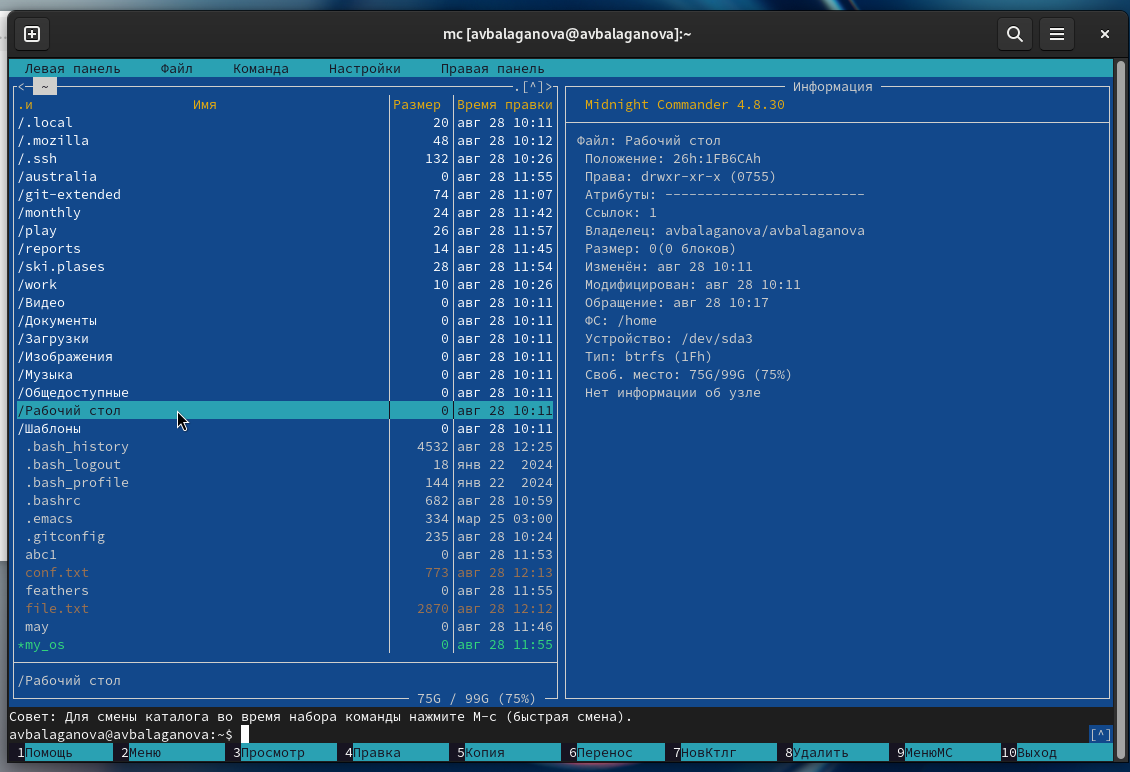 mc [avbalaganova@avbalaganova]:~
Левая панель Файл Команда Настройки Правая панель
<─ ~ .[^]>
.и Имя Размер Время правки
/.local 20 авг 28 10:11
/.mozilla 48 авг 28 10:12
/.ssh 132 авг 28 10:26
/australia 0 авг 28 11:55
/git-extended 74 авг 28 11:07
/monthly 24 авг 28 11:42
/play 26 авг 28 11:57
/reports 14 авг 28 11:45
/ski.plases 28 авг 28 11:54
/work 10 авг 28 10:26
/Видео 0 авг 28 10:11
/Документы 0 авг 28 10:11
/Загрузки 0 авг 28 10:11
/Изображения 0 авг 28 10:11
/Музыка 0 авг 28 10:11
/Общедоступные 0 авг 28 10:11
/Рабочий стол 0 авг 28 10:11
/Шаблоны 0 авг 28 10:11
.bash_history 4532 авг 28 12:25
.bash_logout 18 янв 22 2024
.bash_profile 144 янв 22 2024
.bashrc 682 авг 28 10:59
.emacs 334 мар 25 03:00
.gitconfig 235 авг 28 10:24
abc1 0 авг 28 11:53
conf.txt 773 авг 28 12:13
feathers 0 авг 28 11:55
file.txt 2870 авг 28 12:12
may 0 авг 28 11:46
*my_os 0 авг 28 11:55
/Рабочий стол
75G / 99G (75%)
Информация
Midnight Commander 4.8.30
Файл: Рабочий стол
Положение: 26h:1FB6CAh
Права: drwxr-xr-x (0755)
Атрибуты: -------------------------
Ссылок: 1
Владелец: avbalaganova/avbalaganova
Размер: 0(0 блоков)
Изменён: авг 28 10:11
Модифицирован: авг 28 10:11
Обращение: авг 28 10:17
ФС: /home
Устройство: /dev/sda3
Тип: btrfs (1Fh)
Своб. место: 75G/99G (75%)
Нет информации об узле
Совет: Для смены каталога во время набора команды нажмите M-c (быстрая смена).
avbalaganova@avbalaganova:~$ [^]
1Помощь 2Меню 3Просмотр 4Правка 5Копия 6Перенос 7НовКтлг 8Удалить 9МенюMC 10Выход